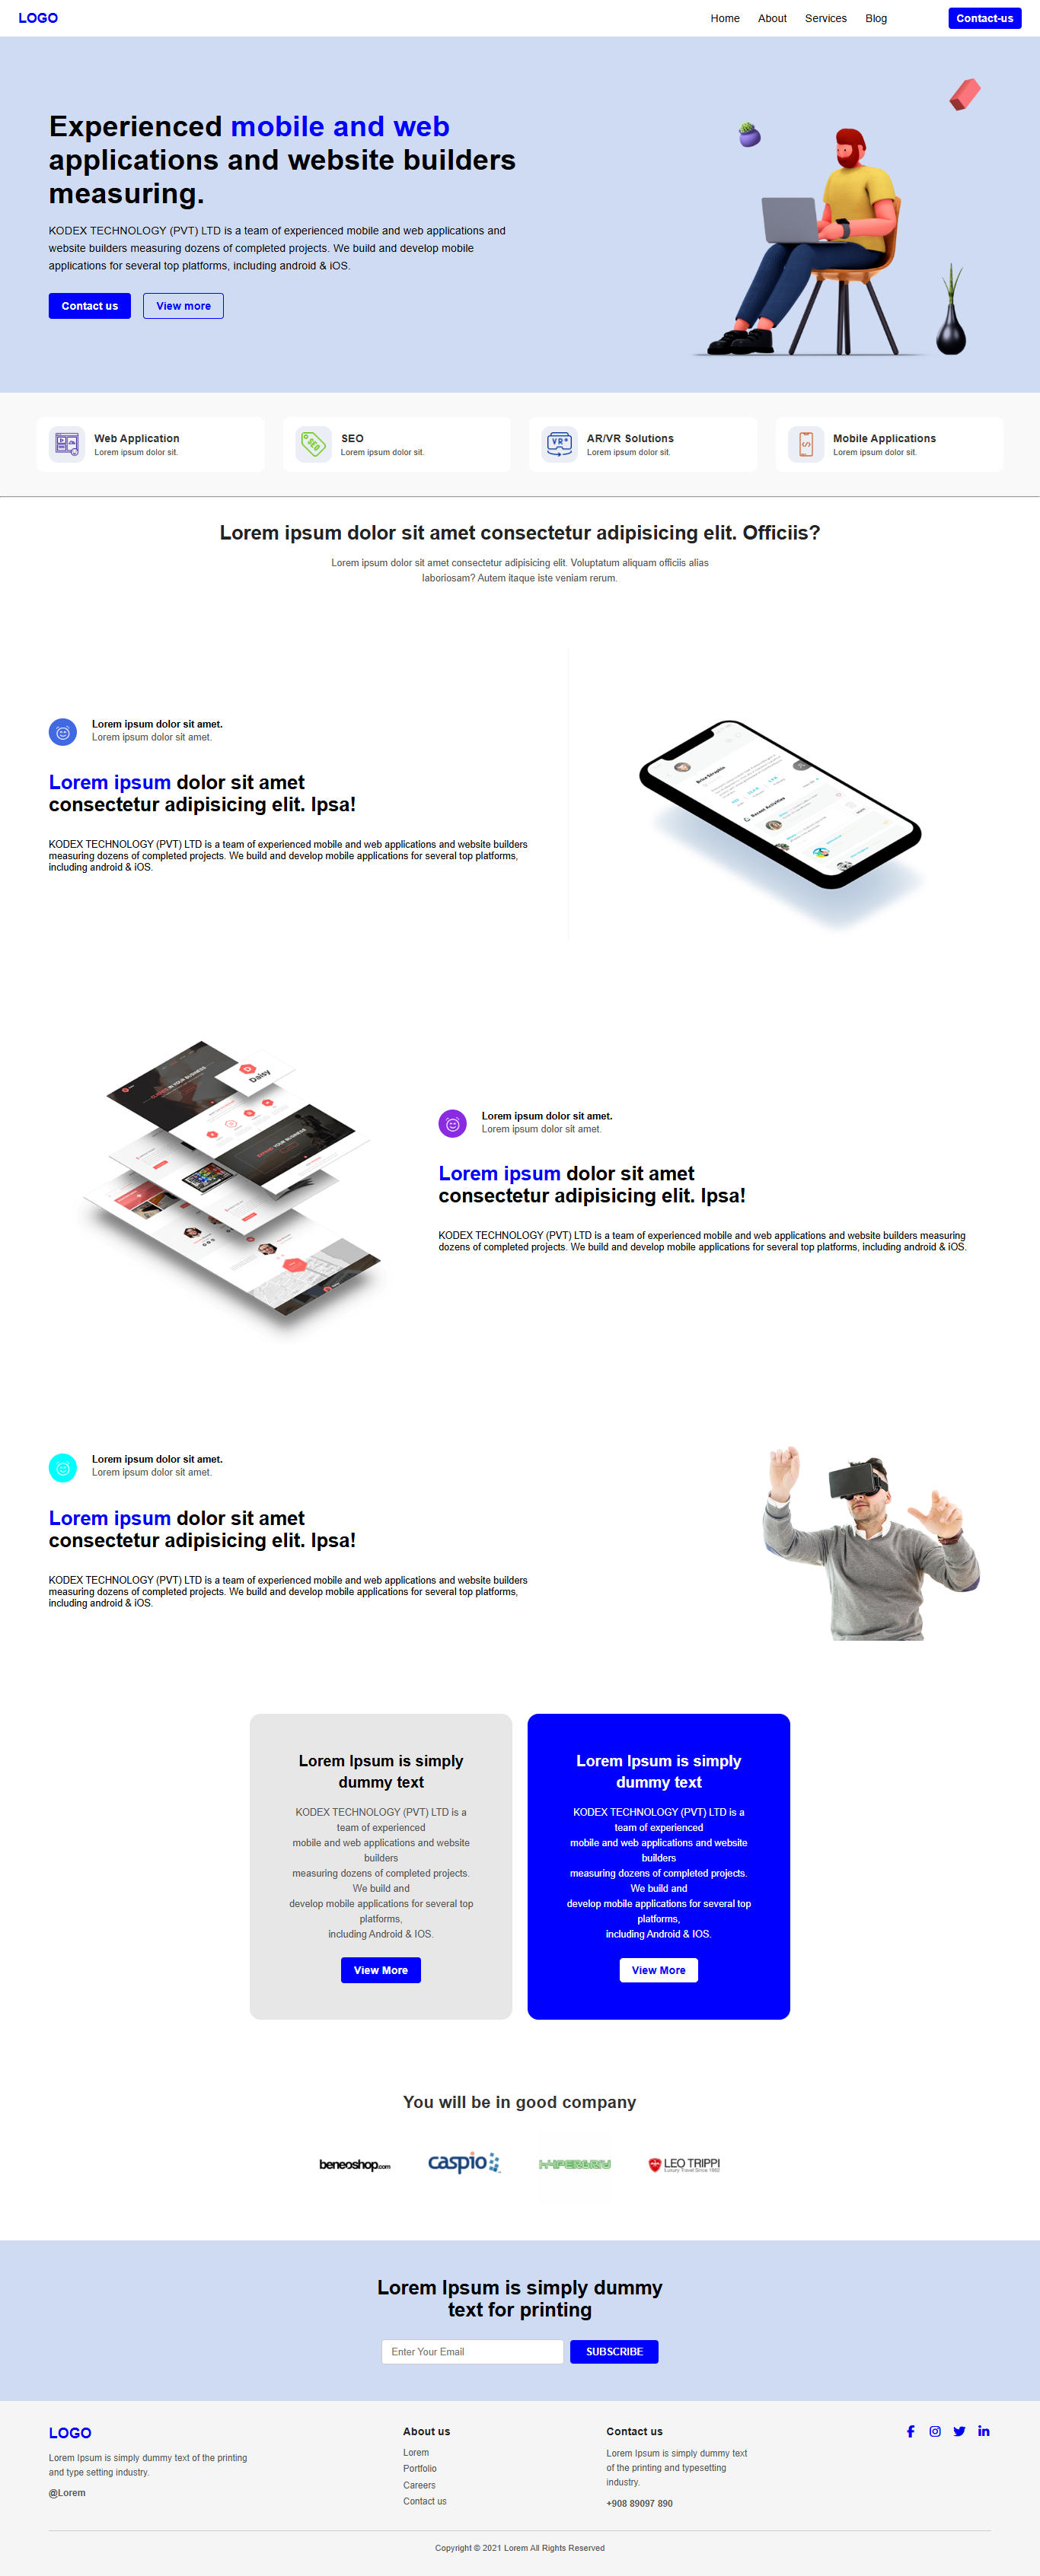 LOGO
Home About Services Blog Contact-us
Experienced mobile and web
applications and website builders
measuring.
KODEX TECHNOLOGY (PVT) LTD is a team of experienced mobile and web applications and
website builders measuring dozens of completed projects. We build and develop mobile
applications for several top platforms, including android & iOS.
Contact us View more
Web Application
Lorem ipsum dolor sit.
SEO
SEO
Lorem ipsum dolor sit.
VR
AR/VR Solutions
Lorem ipsum dolor sit.
Mobile Applications
Lorem ipsum dolor sit.
Lorem ipsum dolor sit amet consectetur adipisicing elit. Officiis?
Lorem ipsum dolor sit amet consectetur adipisicing elit. Voluptatum aliquam officiis alias
laboriosam? Autem itaque iste veniam rerum.
Lorem ipsum dolor sit amet.
Lorem ipsum dolor sit amet.
Lorem ipsum dolor sit amet
consectetur adipisicing elit. Ipsa!
KODEX TECHNOLOGY (PVT) LTD is a team of experienced mobile and web applications and website builders
measuring dozens of completed projects. We build and develop mobile applications for several top platforms,
including android & iOS.
Recent Activities
Daisy
YOUR BUSINESS
Lorem ipsum dolor sit amet.
Lorem ipsum dolor sit amet.
Lorem ipsum dolor sit amet
consectetur adipisicing elit. Ipsa!
KODEX TECHNOLOGY (PVT) LTD is a team of experienced mobile and web applications and website builders measuring
dozens of completed projects. We build and develop mobile applications for several top platforms, including android & iOS.
Lorem ipsum dolor sit amet.
Lorem ipsum dolor sit amet.
Lorem ipsum dolor sit amet
consectetur adipisicing elit. Ipsa!
KODEX TECHNOLOGY (PVT) LTD is a team of experienced mobile and web applications and website builders
measuring dozens of completed projects. We build and develop mobile applications for several top platforms,
including android & iOS.
Lorem Ipsum is simply
dummy text
KODEX TECHNOLOGY (PVT) LTD is a
team of experienced
mobile and web applications and website
builders
measuring dozens of completed projects.
We build and
develop mobile applications for several top
platforms,
including Android & IOS.
View More
Lorem Ipsum is simply
dummy text
KODEX TECHNOLOGY (PVT) LTD is a
team of experienced
mobile and web applications and website
builders
measuring dozens of completed projects.
We build and
develop mobile applications for several top
platforms,
including Android & IOS.
View More
You will be in good company
beneoshop.com
caspio
LEO TRIPPI
Luxury Travel Since 1882
Lorem Ipsum is simply dummy
text for printing
Enter Your Email SUBSCRIBE
LOGO
Lorem Ipsum is simply dummy text of the printing
and type setting industry.
@Lorem
About us
Lorem
Portfolio
Careers
Contact us
Contact us
Lorem Ipsum is simply dummy text
of the printing and typesetting
industry.
+908 89097 890
Copyright © 2021 Lorem All Rights Reserved